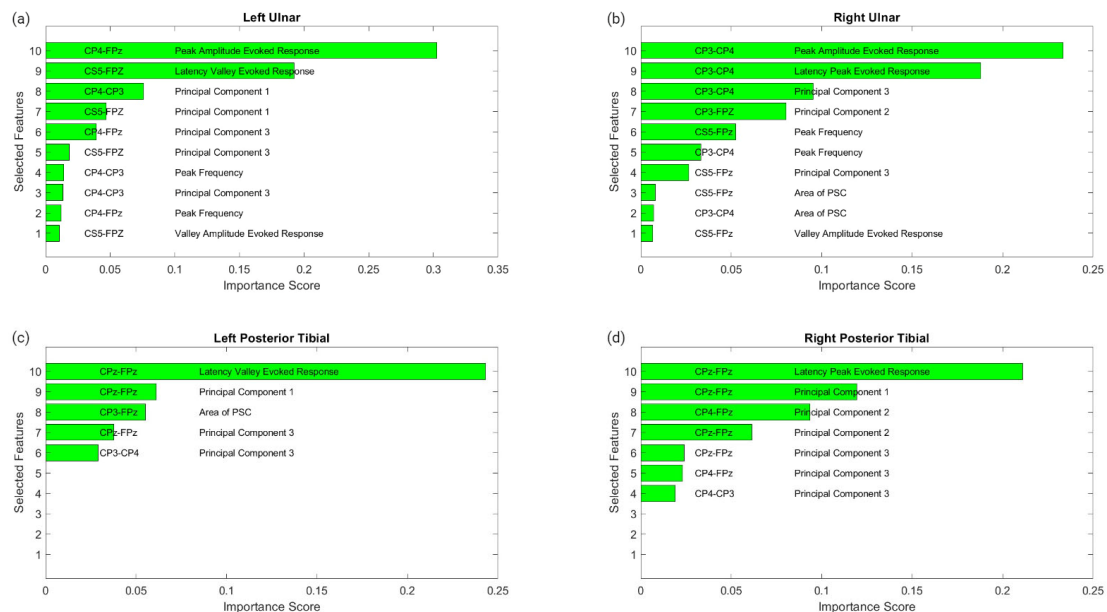 (a)
Left Ulnar
Selected Features
10 CP4-FPz Peak Amplitude Evoked Response
9 CS5-FPZ Latency Valley Evoked Response
8 CP4-CP3 Principal Component 1
7 CS5-FPZ Principal Component 1
6 CP4-FPz Principal Component 3
5 CS5-FPZ Principal Component 3
4 CP4-CP3 Peak Frequency
3 CP4-CP3 Principal Component 3
2 CP4-FPz Peak Frequency
1 CS5-FPZ Valley Amplitude Evoked Response
0 0.05 0.1 0.15 0.2 0.25 0.3 0.35
Importance Score
(b)
Right Ulnar
Selected Features
10 CP3-CP4 Peak Amplitude Evoked Response
9 CP3-CP4 Latency Peak Evoked Response
8 CP3-CP4 Principal Component 3
7 CP3-FPZ Principal Component 2
6 CS5-FPz Peak Frequency
5 CP3-CP4 Peak Frequency
4 CS5-FPz Principal Component 3
3 CS5-FPz Area of PSC
2 CP3-CP4 Area of PSC
1 CS5-FPz Valley Amplitude Evoked Response
0 0.05 0.1 0.15 0.2 0.25
Importance Score
(c)
Left Posterior Tibial
Selected Features
10 CPz-FPz Latency Valley Evoked Response
9 CPz-FPz Principal Component 1
8 CP3-FPz Area of PSC
7 CPz-FPz Principal Component 3
6 CP3-CP4 Principal Component 3
5
4
3
2
1
0 0.05 0.1 0.15 0.2 0.25
Importance Score
(d)
Right Posterior Tibial
Selected Features
10 CPz-FPz Latency Peak Evoked Response
9 CPz-FPz Principal Component 1
8 CP4-FPz Principal Component 2
7 CPz-FPz Principal Component 2
6 CPz-FPz Principal Component 3
5 CP4-FPz Principal Component 3
4 CP4-CP3 Principal Component 3
3
2
1
0 0.05 0.1 0.15 0.2 0.25
Importance Score